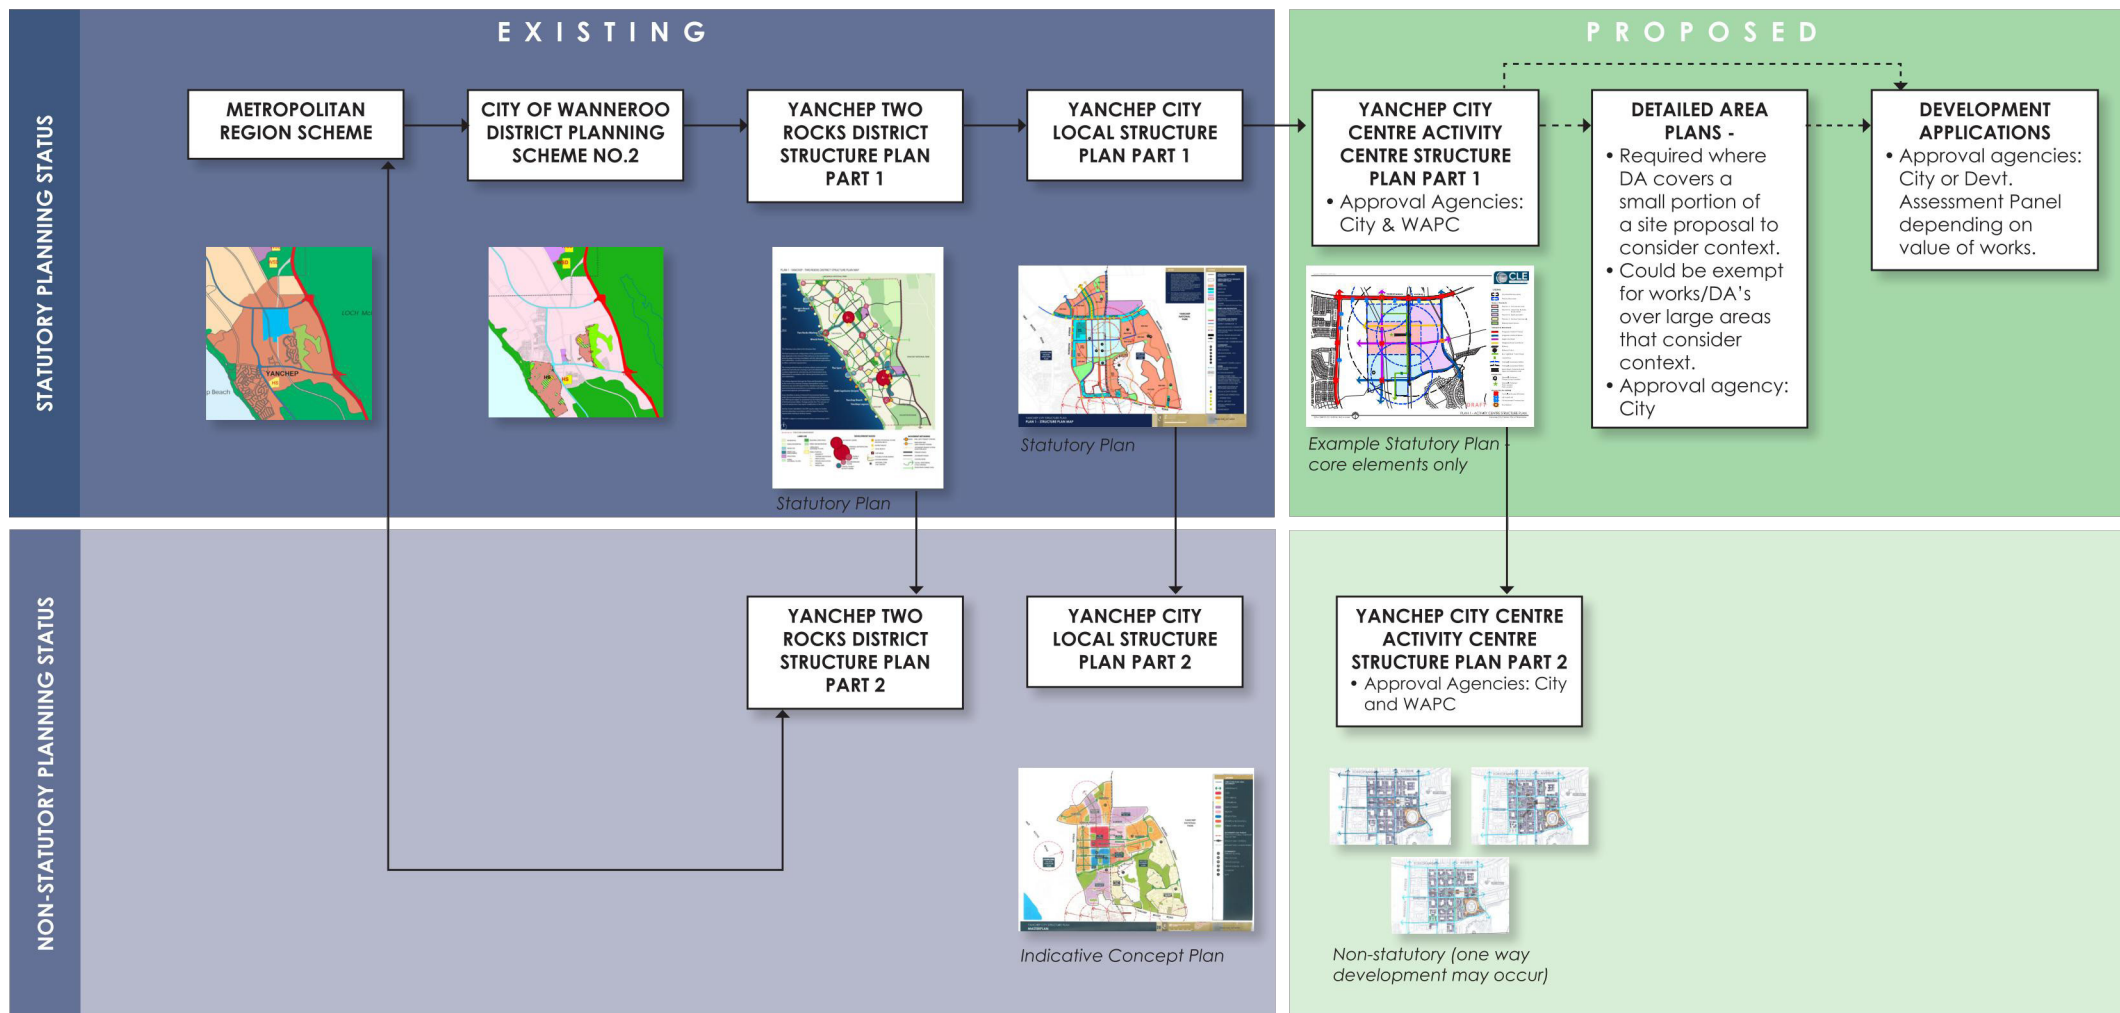 EXISTING
PROPOSED
STATUTORY PLANNING STATUS
METROPOLITAN
REGION SCHEME
CITY OF WANNEROO
DISTRICT PLANNING
SCHEME NO.2
YANCHEP TWO
ROCKS DISTRICT
STRUCTURE PLAN
PART 1
YANCHEP CITY
LOCAL STRUCTURE
PLAN PART 1
YANCHEP CITY
CENTRE ACTIVITY
CENTRE STRUCTURE
PLAN PART 1
• Approval Agencies:
City & WAPC
DETAILED AREA
PLANS -
• Required where
DA covers a
small portion of
a site proposal to
consider context.
• Could be exempt
for works/DA's
over large areas
that consider
context.
• Approval agency:
City
DEVELOPMENT
APPLICATIONS
• Approval agencies:
City or Devt.
Assessment Panel
depending on
value of works.
YANCHEP
HB
HB
HB
CLE
Statutory Plan
Statutory Plan
Example Statutory Plan -
core elements only
NON-STATUTORY PLANNING STATUS
YANCHEP TWO
ROCKS DISTRICT
STRUCTURE PLAN
PART 2
YANCHEP CITY
LOCAL STRUCTURE
PLAN PART 2
YANCHEP CITY CENTRE
ACTIVITY CENTRE
STRUCTURE PLAN PART 2
• Approval Agencies: City
and WAPC
Indicative Concept Plan
Non-statutory (one way
development may occur)